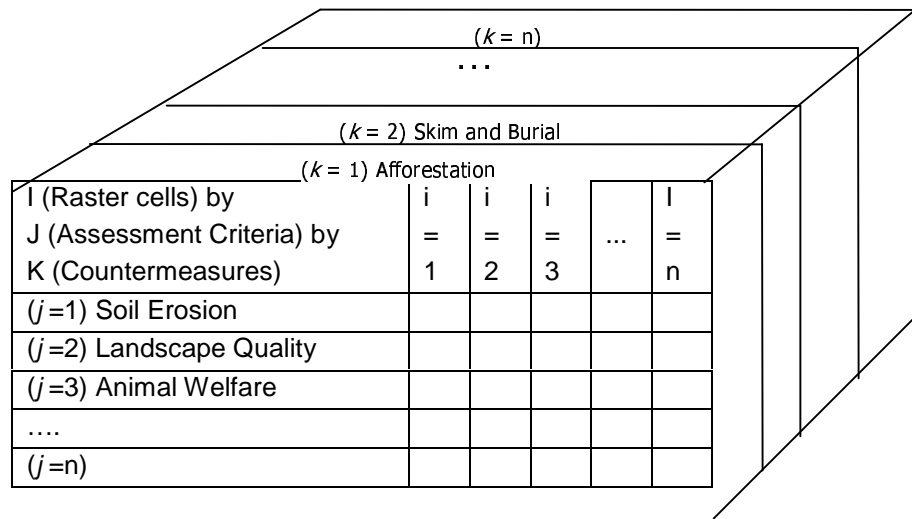 (k = n)
...
(k = 2) Skim and Burial
(k = 1) Afforestation
I (Raster cells) by i i i I
J (Assessment Criteria) by = = = ... =
K (Countermeasures) 1 2 3 n
(j =1) Soil Erosion
(j =2) Landscape Quality
(j =3) Animal Welfare
....
(j =n)